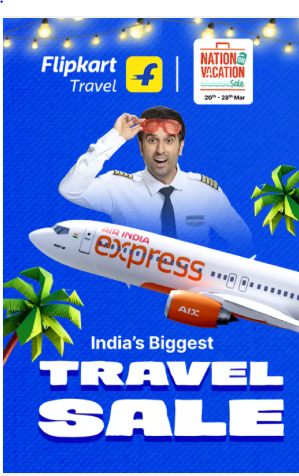 Flipkart
Travel
NATION
ON
VACATION
Sale
20th - 28th Mar
AIR INDIA
express
AIX
India's Biggest
TRAVEL
SALE